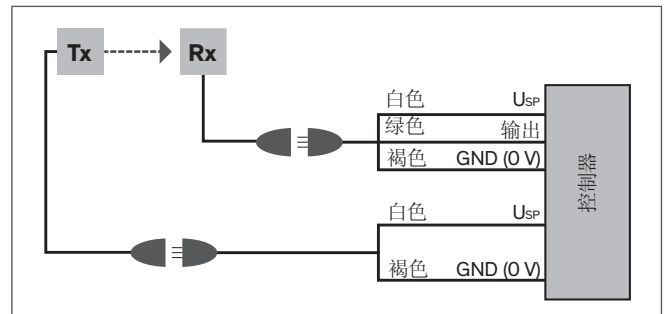 Tx Rx
白色 USP
绿色 输出
褐色 GND (0 V)
控制器
白色 USP
褐色 GND (0 V)